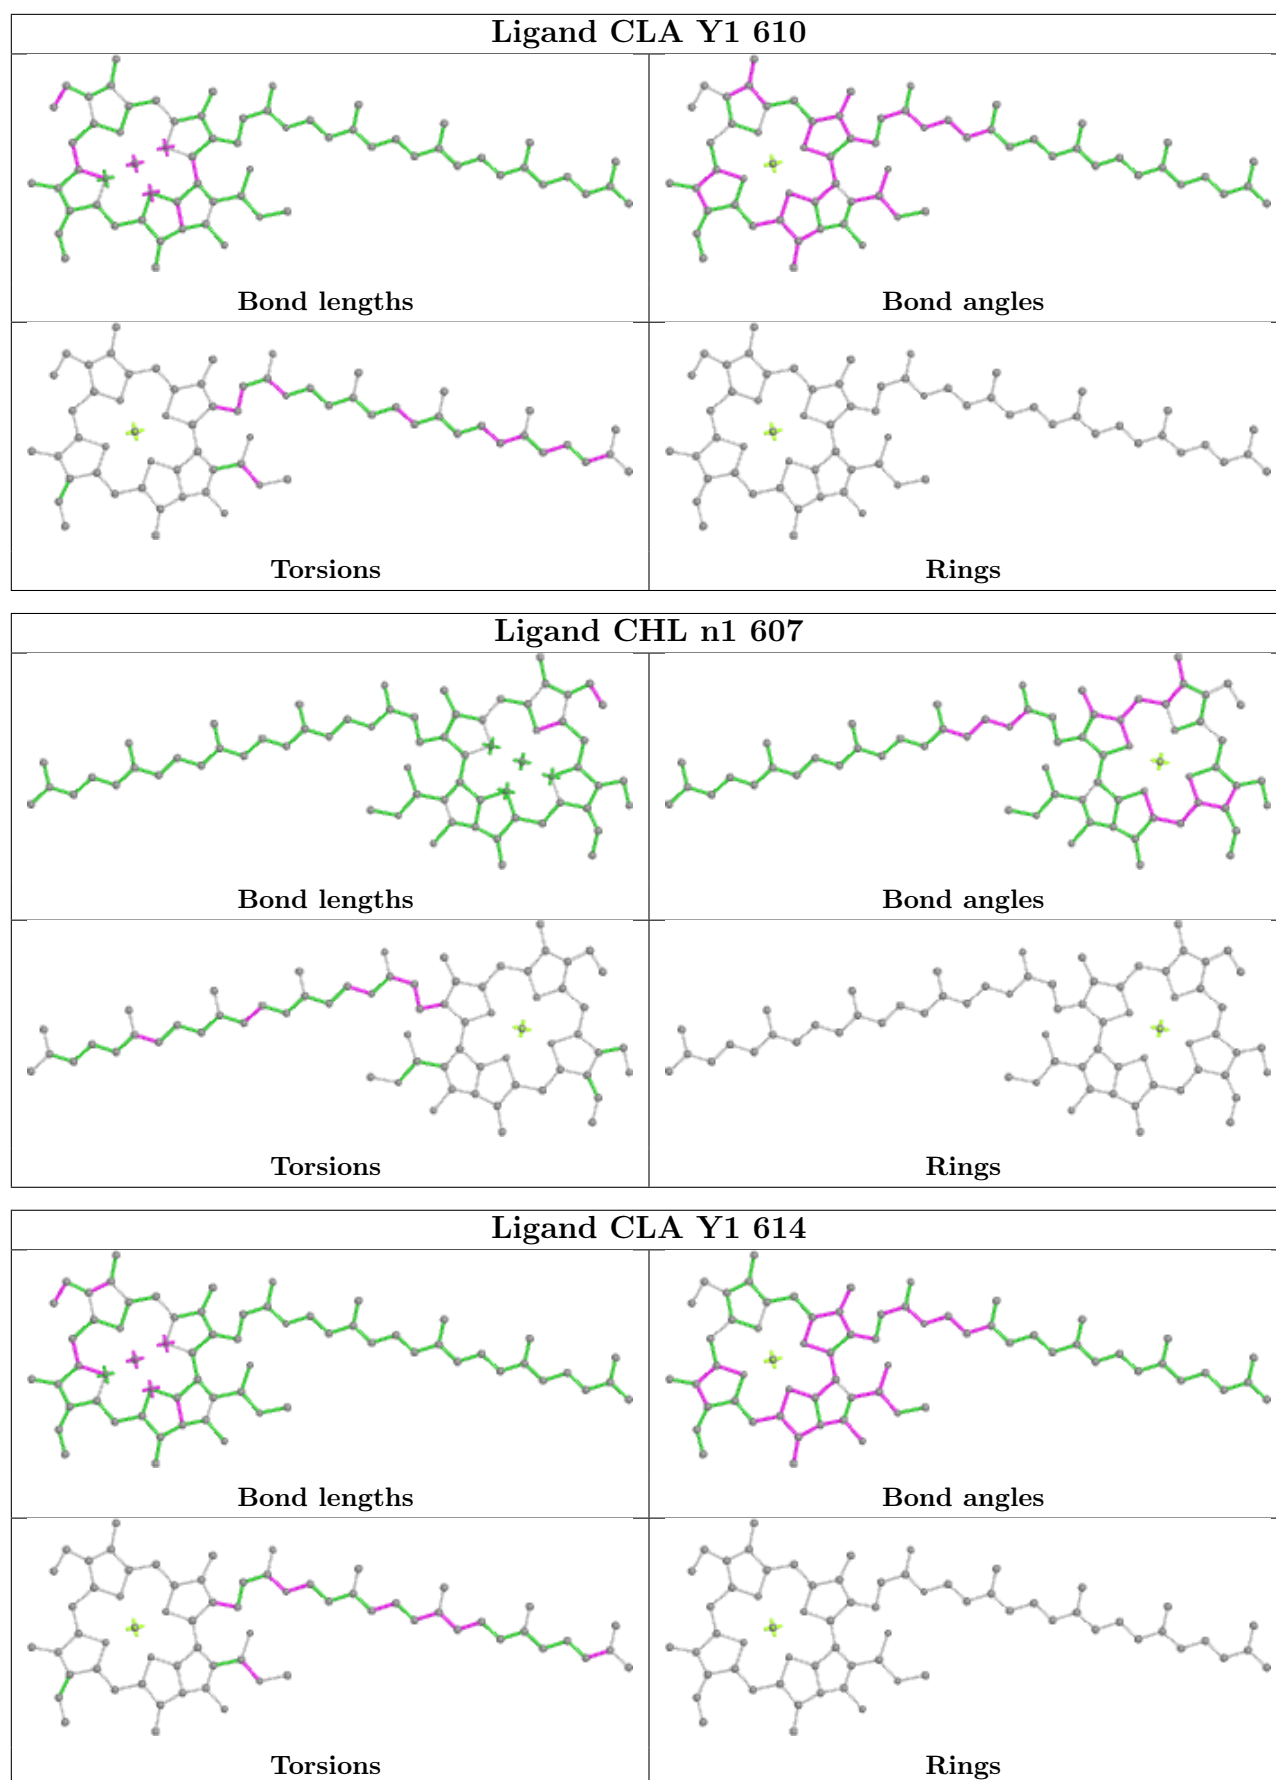 Ligand CLA Y1 610
Bond lengths
Bond angles
Torsions
Rings
Ligand CHL n1 607
Bond lengths
Bond angles
Torsions
Rings
Ligand CLA Y1 614
Bond lengths
Bond angles
Torsions
Rings